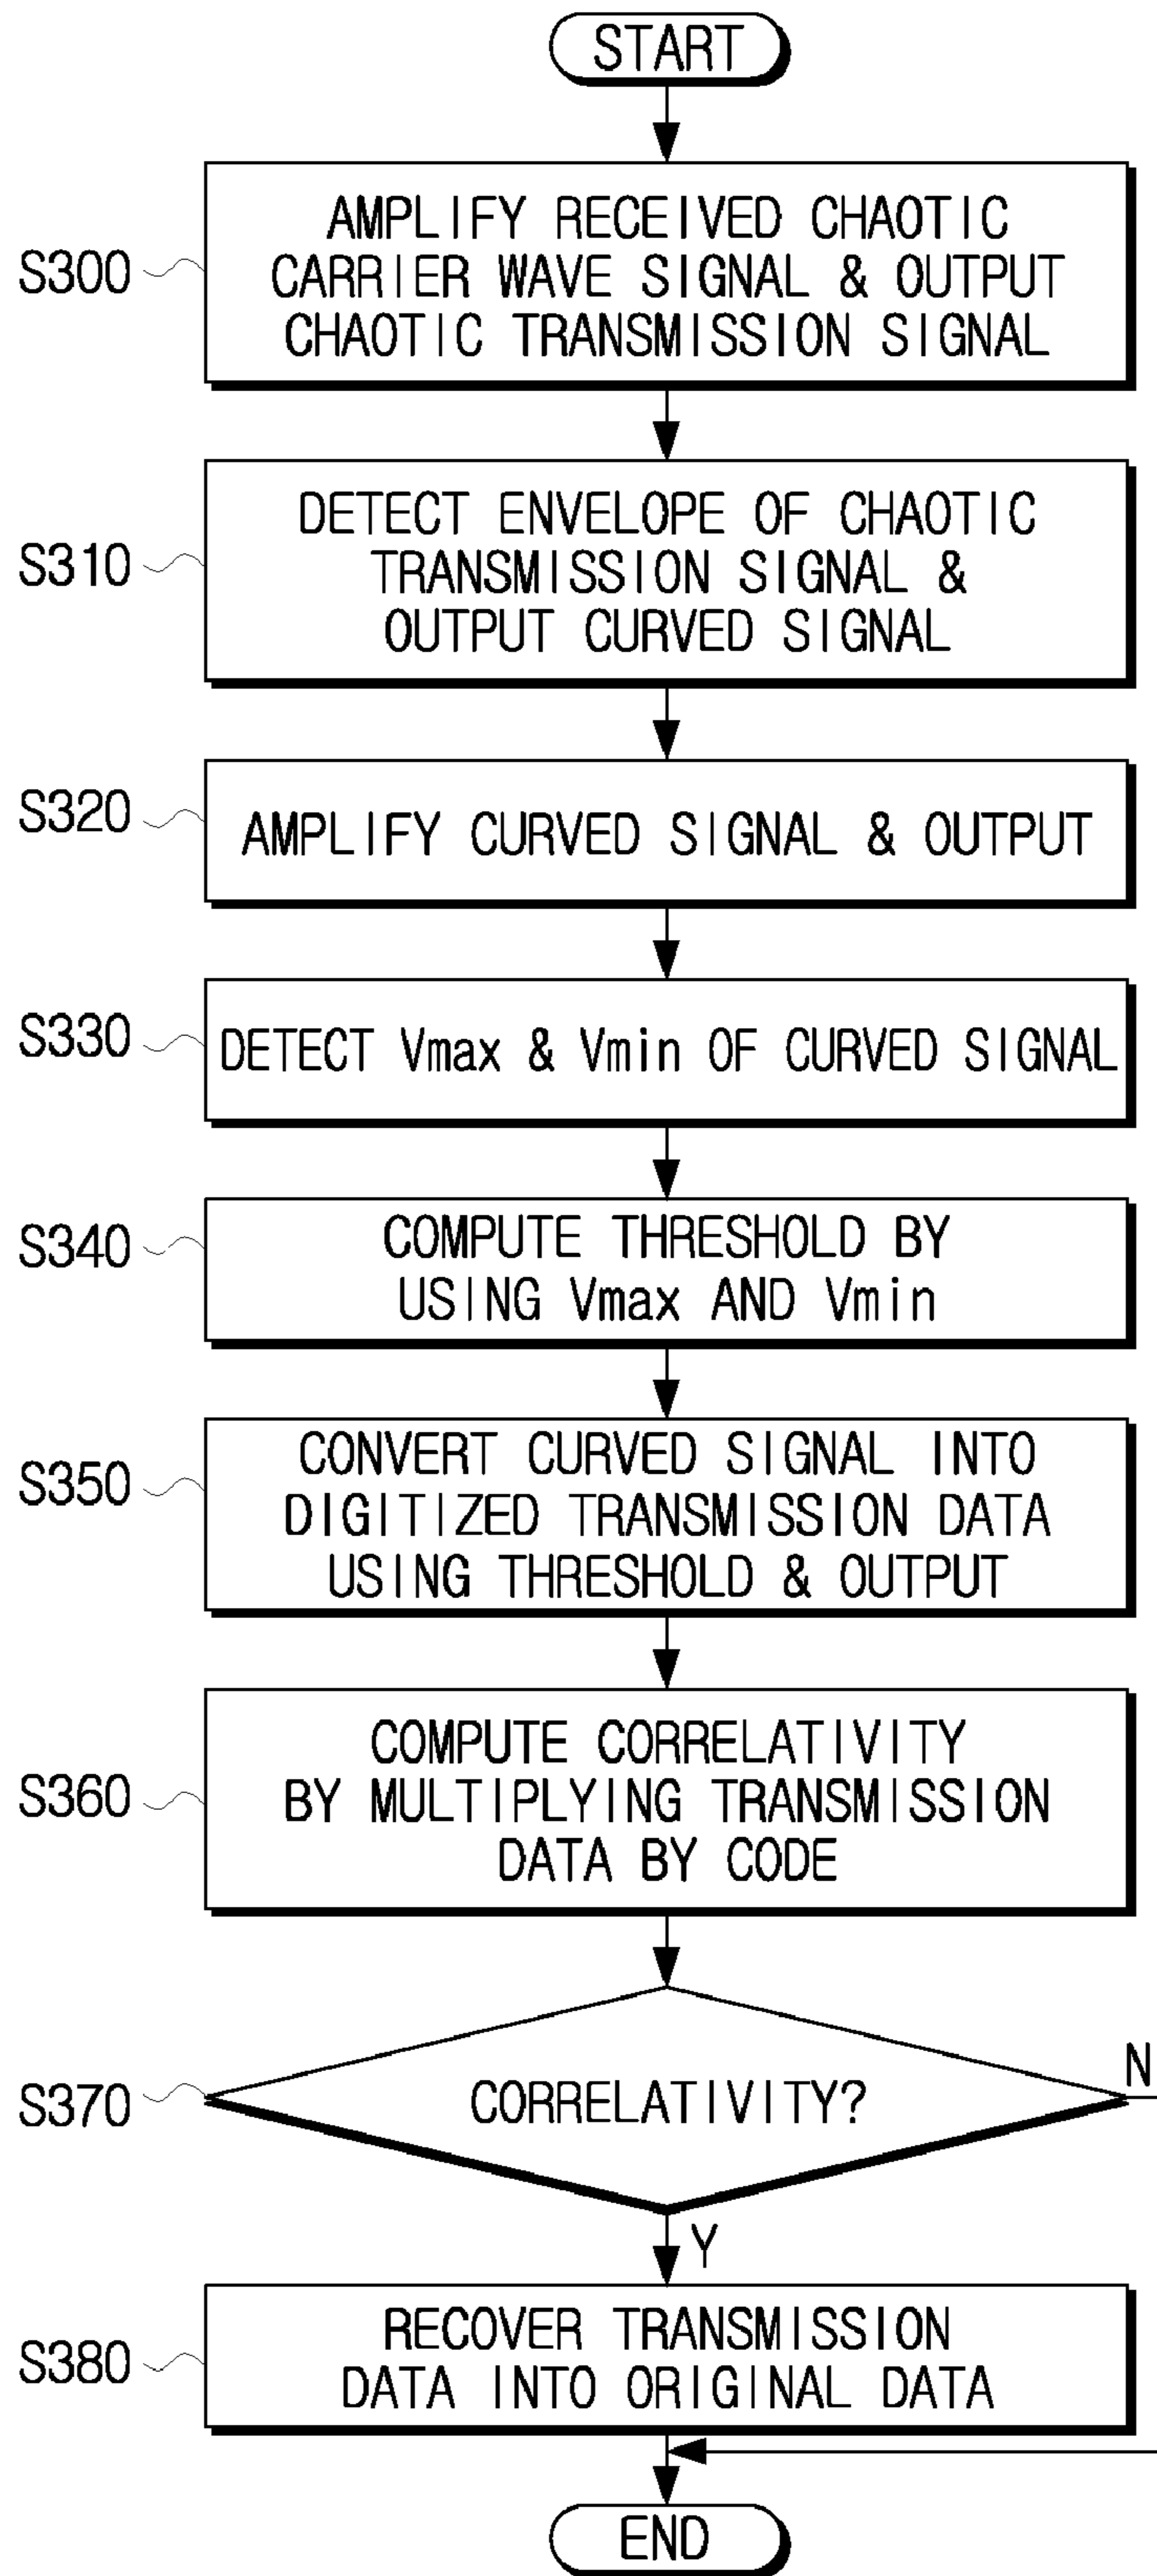 START
S300
AMPLIFY RECEIVED CHAOTIC
CARRIER WAVE SIGNAL & OUTPUT
CHAOTIC TRANSMISSION SIGNAL
S310
DETECT ENVELOPE OF CHAOTIC
TRANSMISSION SIGNAL &
OUTPUT CURVED SIGNAL
S320
AMPLIFY CURVED SIGNAL & OUTPUT
S330
DETECT Vmax & Vmin OF CURVED SIGNAL
S340
COMPUTE THRESHOLD BY
USING Vmax AND Vmin
S350
CONVERT CURVED SIGNAL INTO
DIGITIZED TRANSMISSION DATA
USING THRESHOLD & OUTPUT
S360
COMPUTE CORRELATIVITY
BY MULTIPLYING TRANSMISSION
DATA BY CODE
S370
CORRELATIVITY?
N
Y
S380
RECOVER TRANSMISSION
DATA INTO ORIGINAL DATA
END